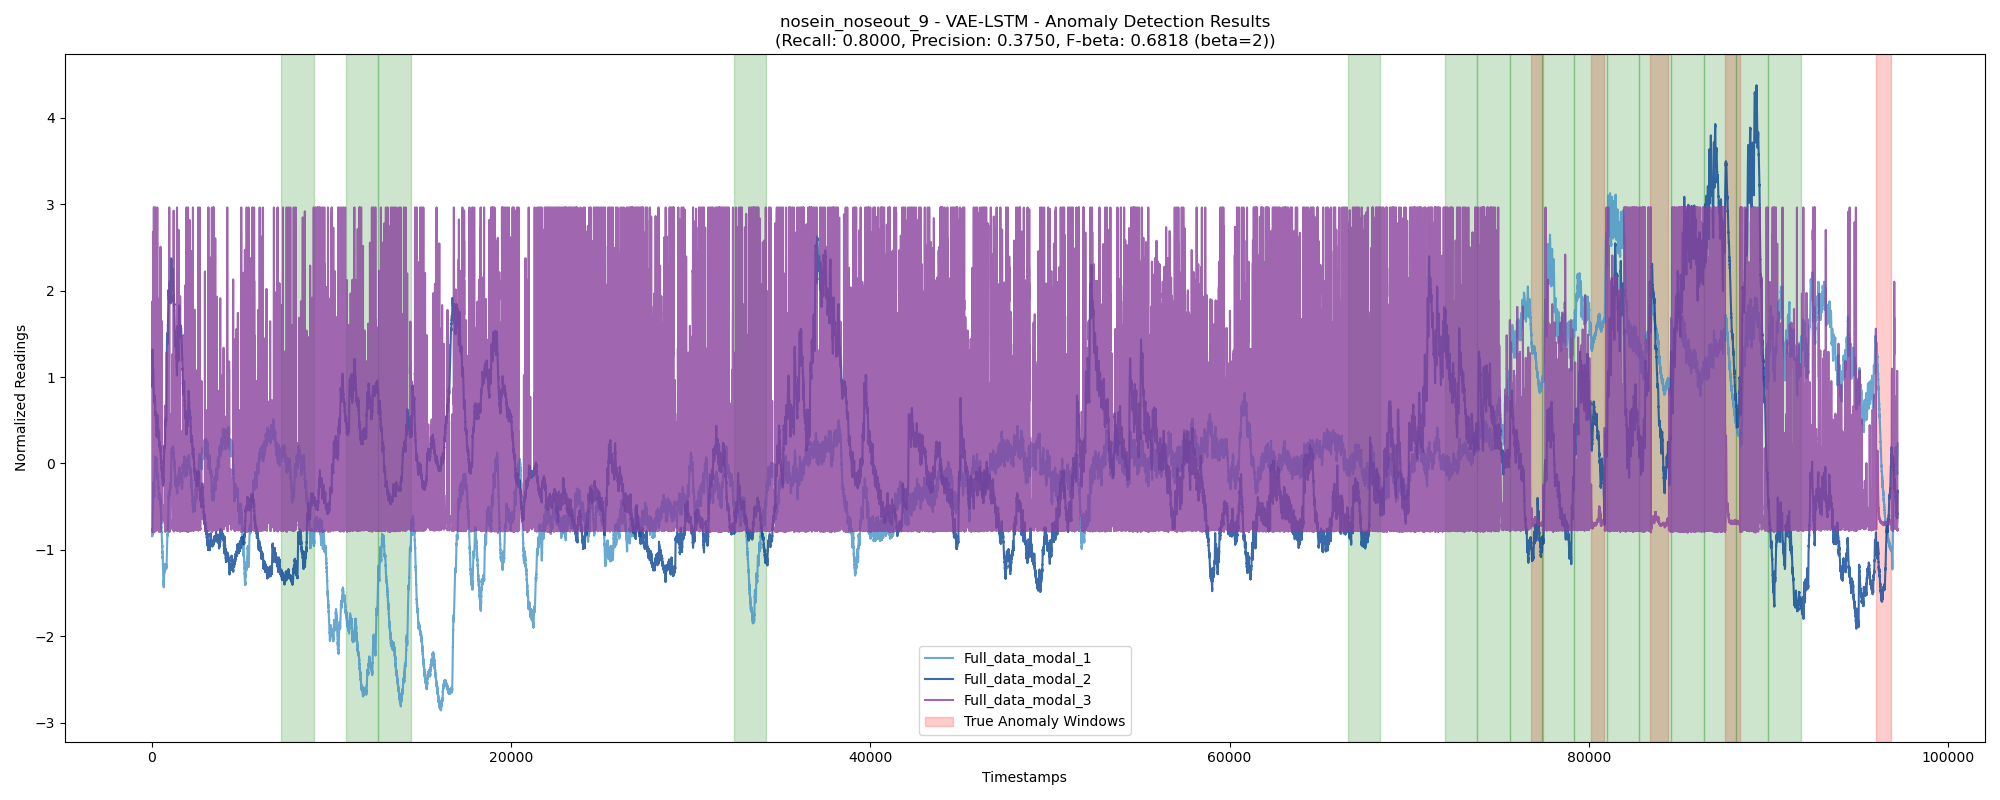 nosein_noseout_9 - VAE-LSTM - Anomaly Detection Results
(Recall: 0.8000, Precision: 0.3750, F-beta: 0.6818 (beta=2))
Normalized Readings
4
3
2
1
0
−1
−2
−3
Full_data_modal_1
Full_data_modal_2
Full_data_modal_3
True Anomaly Windows
0
20000
40000
60000
80000
100000
Timestamps